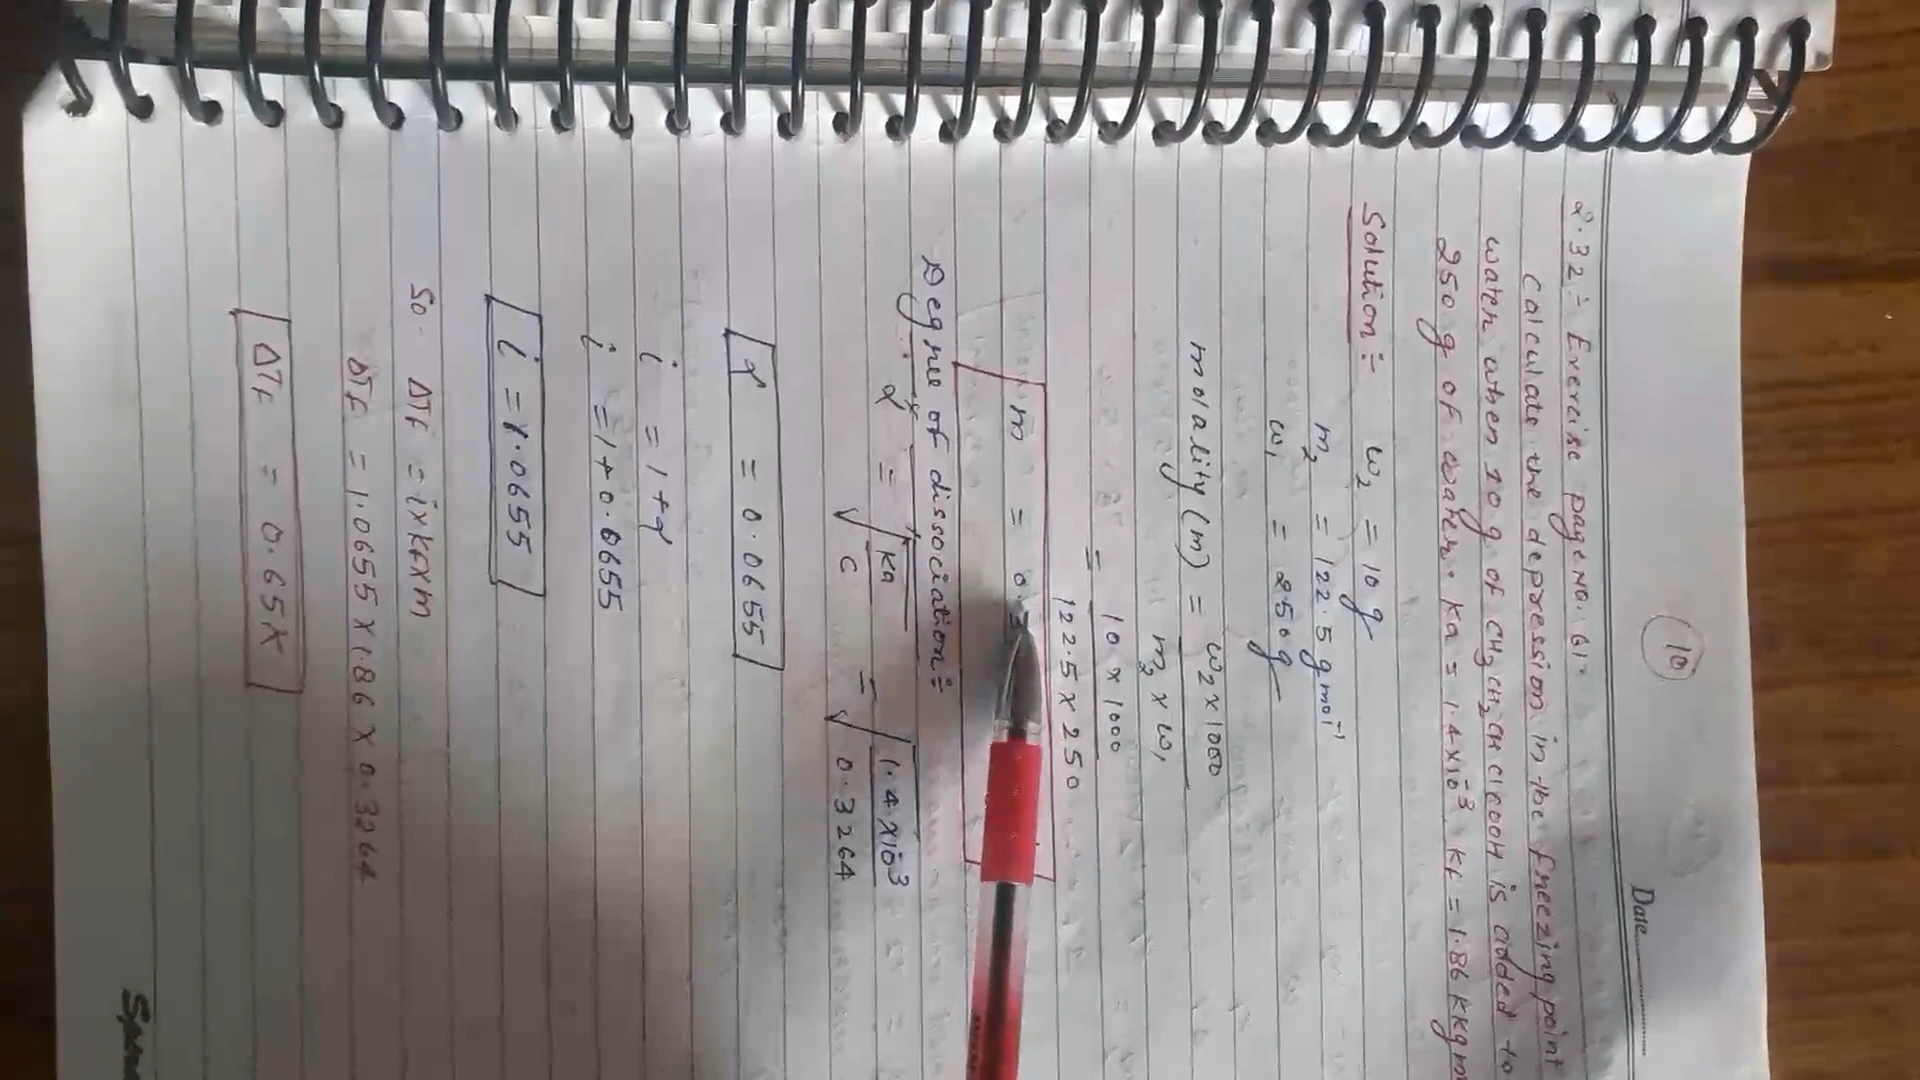 10
Date
2.32 :- Exercise page NO. 61.
Calculate the depression in the freezing point
water when 10 g of CH3CH2CHClCOOH is added to
250 g of water. Ka = 1.4 x 10^-3, Kf = 1.86 K kg
Solution :- w2 = 10 g
m2 = 122.5 g mol^-1
w1 = 250 g
molality (m) = w2 x 1000 / m2 x w1
= 10 x 1000 / 122.5 x 250
m = 0.3
Degree of dissociation :-
α = √Ka/C = √1.4 x 10^-3 / 0.3264
α = 0.0655
i = 1 + α
i = 1 + 0.0655
i = 1.0655
So. ΔTf = i x Kf x m
ΔTf = 1.0655 x 1.86 x 0.3264
ΔTf = 0.65K